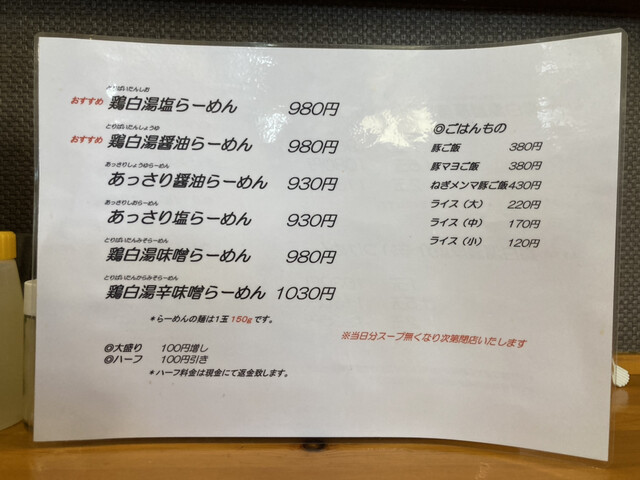 とりぱいたんしお
おすすめ 鶏白湯塩らーめん 980円
とりぱいたんしょうゆ
おすすめ 鶏白湯醤油らーめん 980円
あっさりしょうゆらーめん
あっさり醤油らーめん 930円
あっさりしおらーめん
あっさり塩らーめん 930円
とりぱいたんみそらーめん
鶏白湯味噌らーめん 980円
とりぱいたんからみそらーめん
鶏白湯辛味噌らーめん 1030円
*らーめんの麺は1玉 150gです。
◎大盛り 100円増し
◎ハーフ 100円引き
*ハーフ料金は現金にて返金致します。
◎ごはんもの
豚ご飯 380円
豚マヨご飯 380円
ねぎメンマ豚ご飯 430円
ライス（大） 220円
ライス（中） 170円
ライス（小） 120円
※当日分スープ無くなり次第閉店いたします